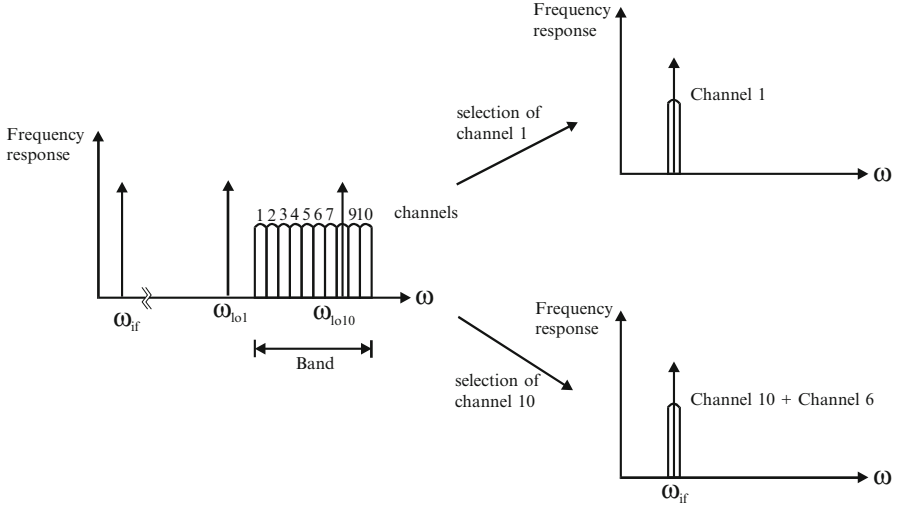 Frequency
response
1 2 3 4 5 6 7 9 10
channels
ω
ω_if
ω_lo1
ω_lo10
Band
selection of
channel 1
selection of
channel 10
Frequency
response
Channel 1
ω
Frequency
response
Channel 10 + Channel 6
ω
ω_if